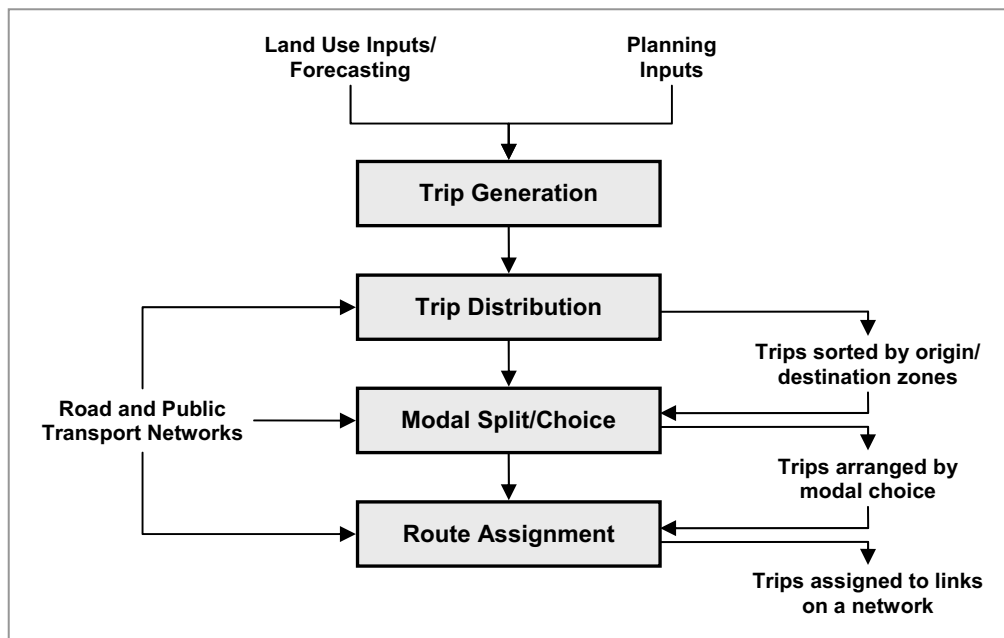 Land Use Inputs/
Forecasting
Planning
Inputs
Trip Generation
Trip Distribution
Trips sorted by origin/
destination zones
Road and Public
Transport Networks
Modal Split/Choice
Trips arranged by
modal choice
Route Assignment
Trips assigned to links
on a network